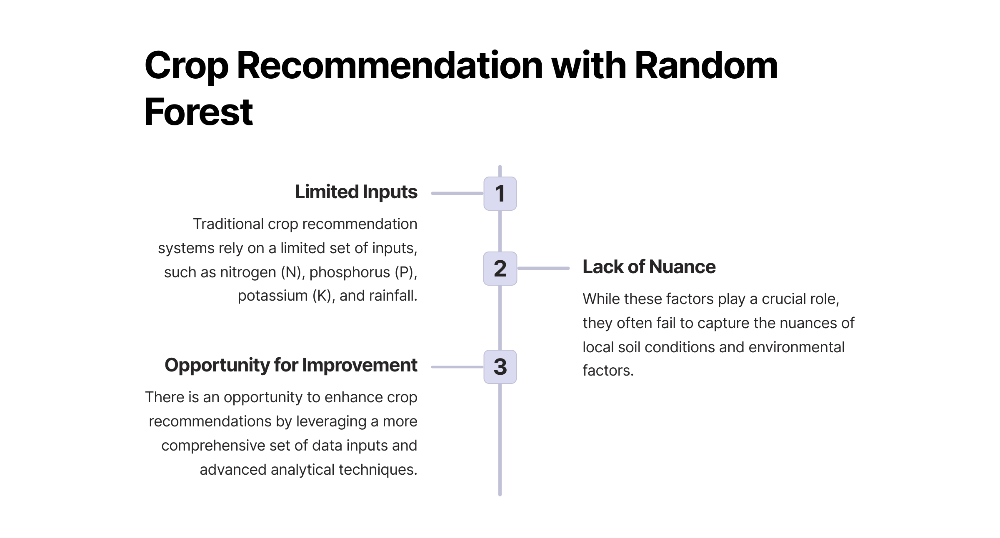 Crop Recommendation with Random
Forest
1
Limited Inputs
Traditional crop recommendation
systems rely on a limited set of inputs,
such as nitrogen (N), phosphorus (P),
potassium (K), and rainfall.
2
Lack of Nuance
While these factors play a crucial role,
they often fail to capture the nuances of
local soil conditions and environmental
factors.
3
Opportunity for Improvement
There is an opportunity to enhance crop
recommendations by leveraging a more
comprehensive set of data inputs and
advanced analytical techniques.